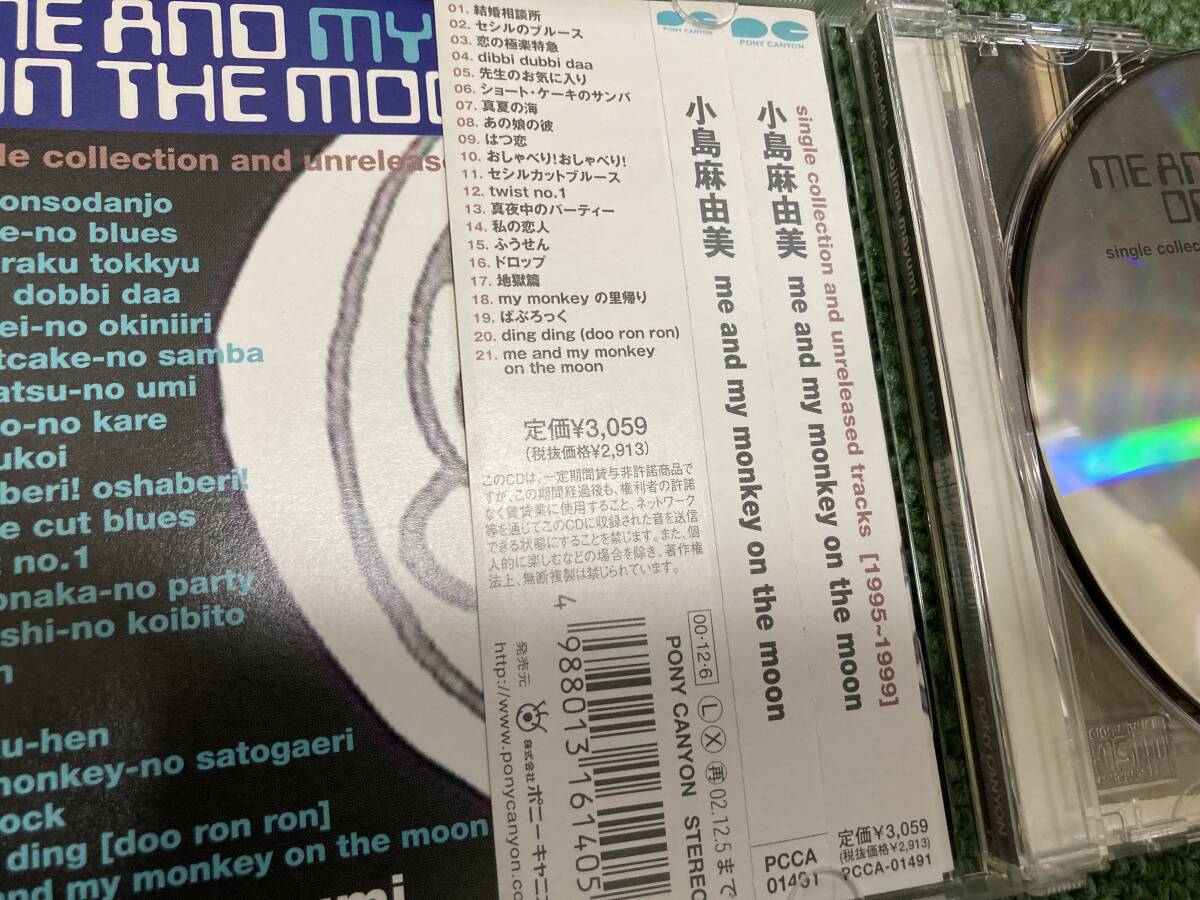 ME AND MY
ON THE MOO
le collection and unrelease
onsodanjo
e-no blues
raku tokkyu
dobbi daa
ei-no okiniiri
tcake-no samba
atsu-no umi
o-no kare
ukoi
beri! oshaberi!
e cut blues
no.1
onaka-no party
shi-no koibito
n
u-hen
monkey-no satogaeri
ock
ding [doo ron ron]
and my monkey on the moon
umi
01. 結婚相談所
02. セシルのブルース
03. 恋の極楽特急
04. dibbi dubbi daa
05. 先生のお気に入り
06. ショート・ケーキのサンバ
07. 真夏の海
08. あの娘の彼
09. はつ恋
10. おしゃべり!おしゃべり!
11. セシルカットブルース
12. twist no.1
13. 真夜中のパーティー
14. 私の恋人
15. ふうせん
16. ドロップ
17. 地獄篇
18. my monkey の里帰り
19. ばぶろっく
20. ding ding (doo ron ron)
21. me and my monkey
on the moon
定価¥3,059
(税抜価格¥2,913)
このCDは、一定期間貸与非許諾商品で
すが、この期間経過後も、権利者の許諾
なく賃貸業に使用すること、ネットワーク
等を通じてこのCDに収録された音を送信
できる状態にすることを禁じます。また、個
人的に楽しむなどの場合を除き、著作権
法上、無断複製は禁じられています。
4 988013 161405
発売元
株式会社ポニーキャニ
http://www.ponycanyon.co
PONY CANYON
小島麻由美 me and my monkey on the moon
00·12·6
L
X
再
02.12.5まで
PONY CANYON STEREO
PCCA
01491
PONY CANYON
single collection and unreleased tracks [1995~1999]
小島麻由美 me and my monkey on the moon
定価¥3,059
(税抜価格¥2,913)
PCCA-01491
PCCA-01491
kojima mayumi
me and my mo
PONY CANYON
ME AN
single collec